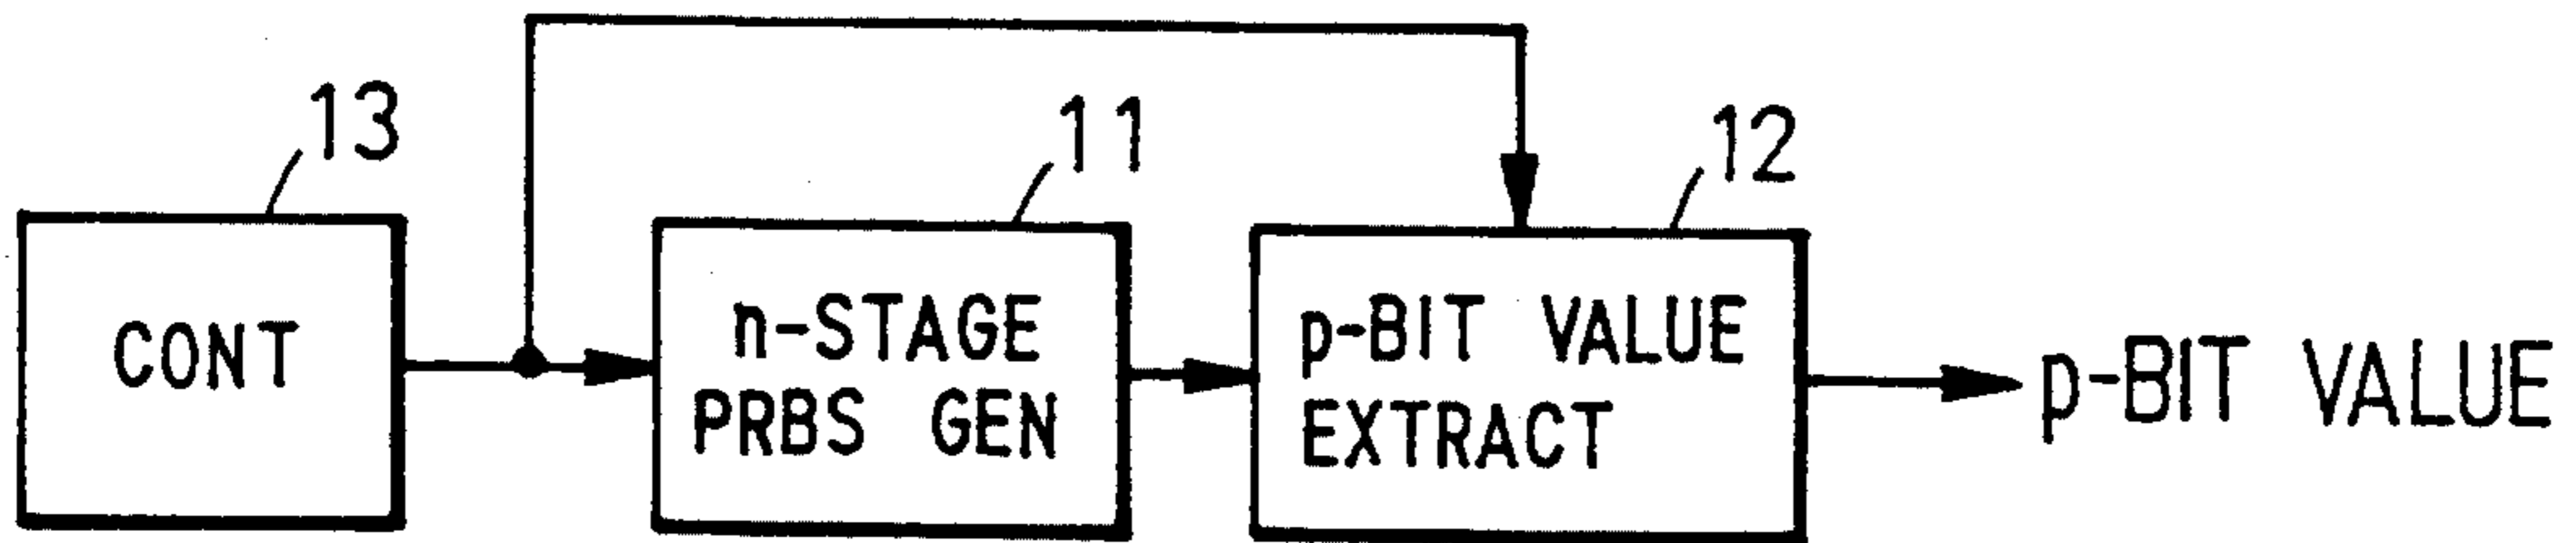 13
11
12
CONT
n-STAGE
PRBS GEN
p-BIT VALUE
EXTRACT
p-BIT VALUE